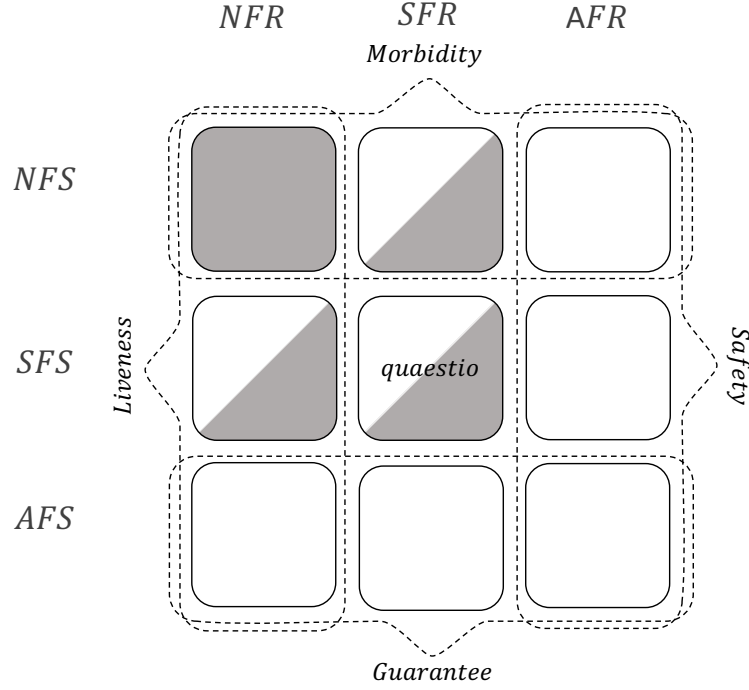 NFR SFR AFR
Morbidity
NFS
Liveness
SFS
quaestio
Safety
AFS
Guarantee